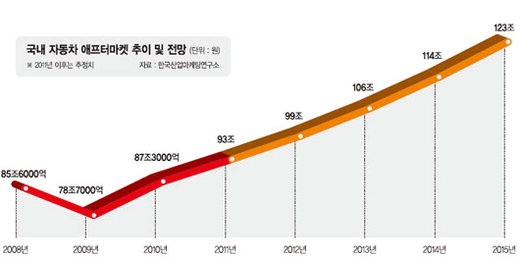 국내 자동차 애프터마켓 추이 및 전망 (단위 : 원)
※ 2011년 이후는 추정치 자료 : 한국산업마케팅연구소
123조
114조
106조
99조
93조
87조3000억
85조6000억
78조7000억
2008년 2009년 2010년 2011년 2012년 2013년 2014년 2015년